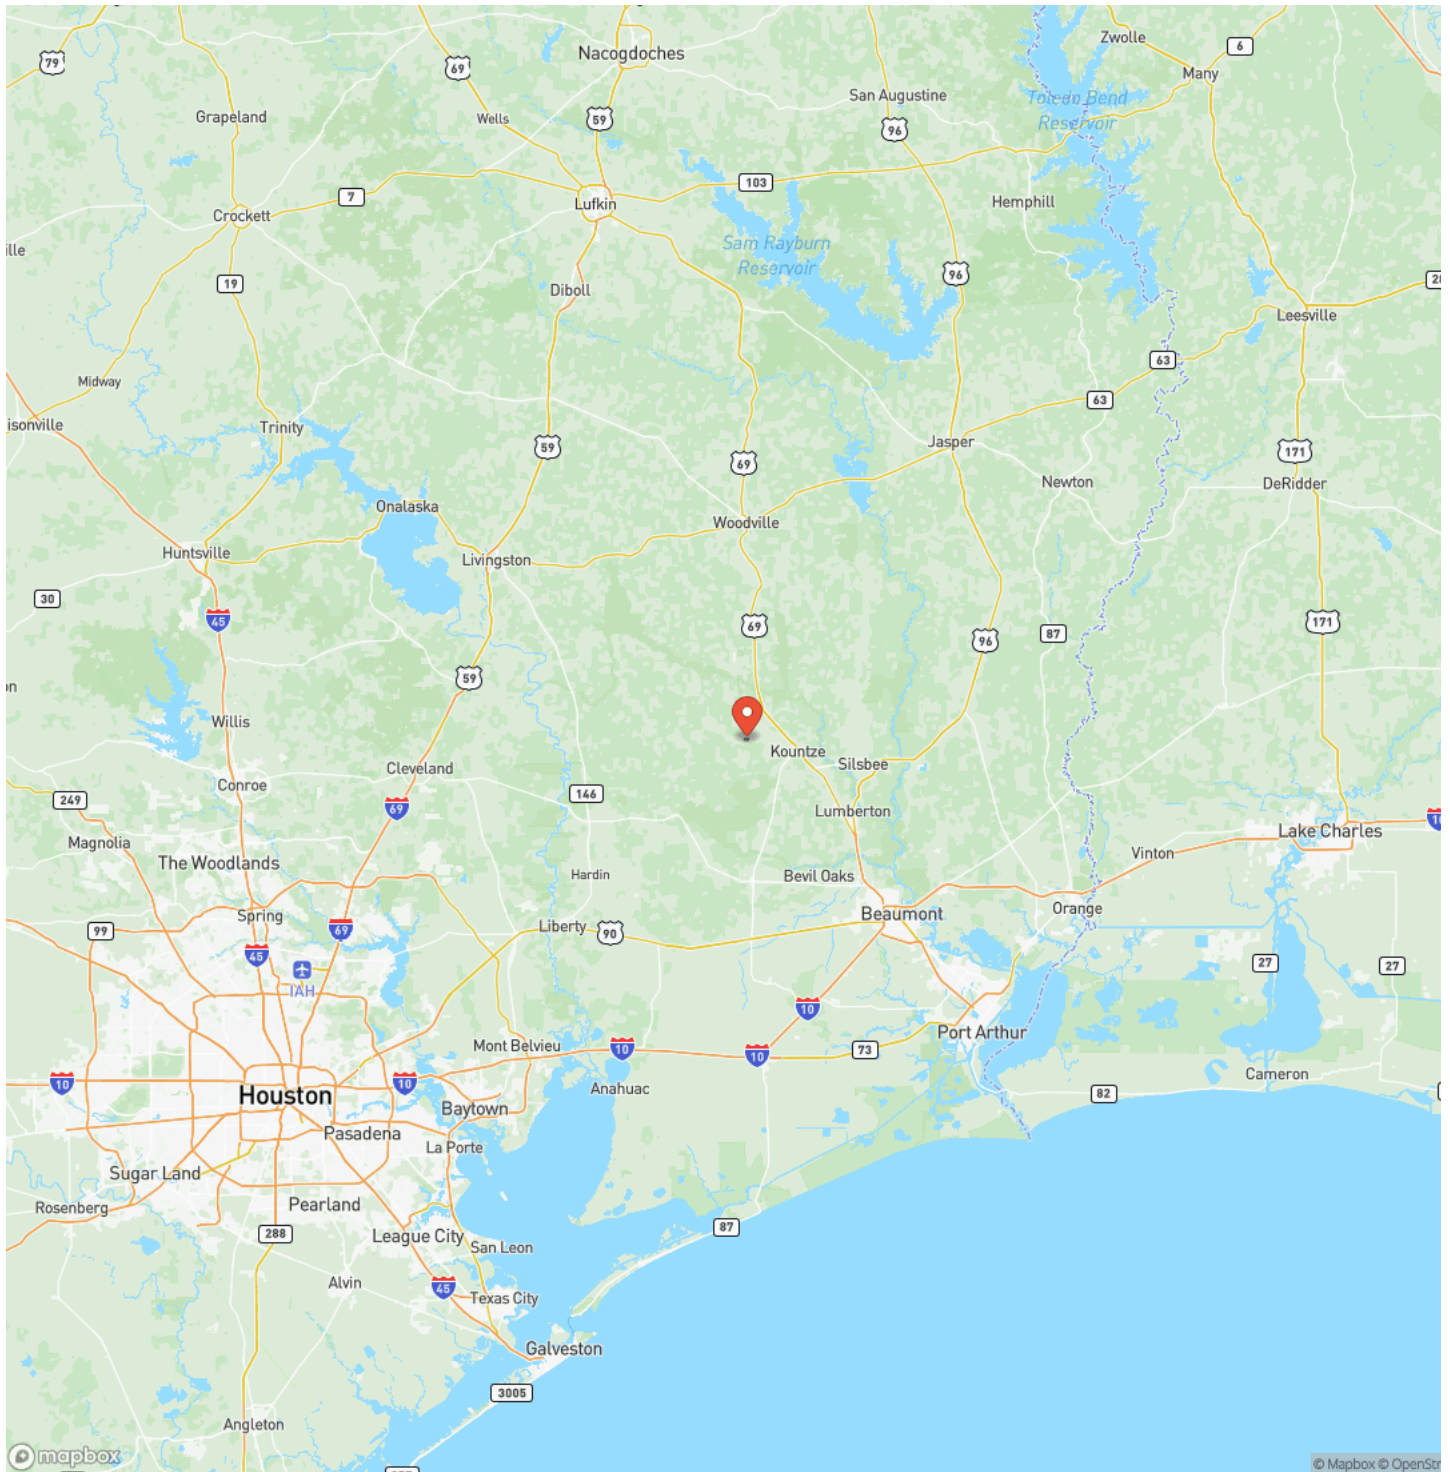 Zwolle
6
79
69
Nacogdoches
Many
San Augustine
Toledo Bend
Reservoir
Grapeland
Wells
59
96
7
103
Lufkin
Hemphill
Crockett
ille
Sam Rayburn
Reservoir
19
96
28
Diboll
Leesville
63
Midway
63
isonville
Trinity
59
Jasper
69
171
Newton
DeRidder
Onalaska
Woodville
Huntsville
Livingston
30
45
69
87
171
96
59
on
Willis
Kountze
Silsbee
Cleveland
Conroe
249
146
69
Lumberton
10
Magnolia
Lake Charles
The Woodlands
Vinton
Hardin
Bevil Oaks
Spring
Beaumont
Orange
99
69
Liberty
90
45
27
27
IAH
10
Port Arthur
Mont Belvieu
10
10
73
10
10
Anahuac
Cameron
Houston
82
Baytown
Pasadena
La Porte
Sugar Land
Rosenberg
Pearland
87
288
League City
San Leon
Alvin
45
Texas City
Galveston
3005
Angleton
mapbox
© Mapbox © OpenStr